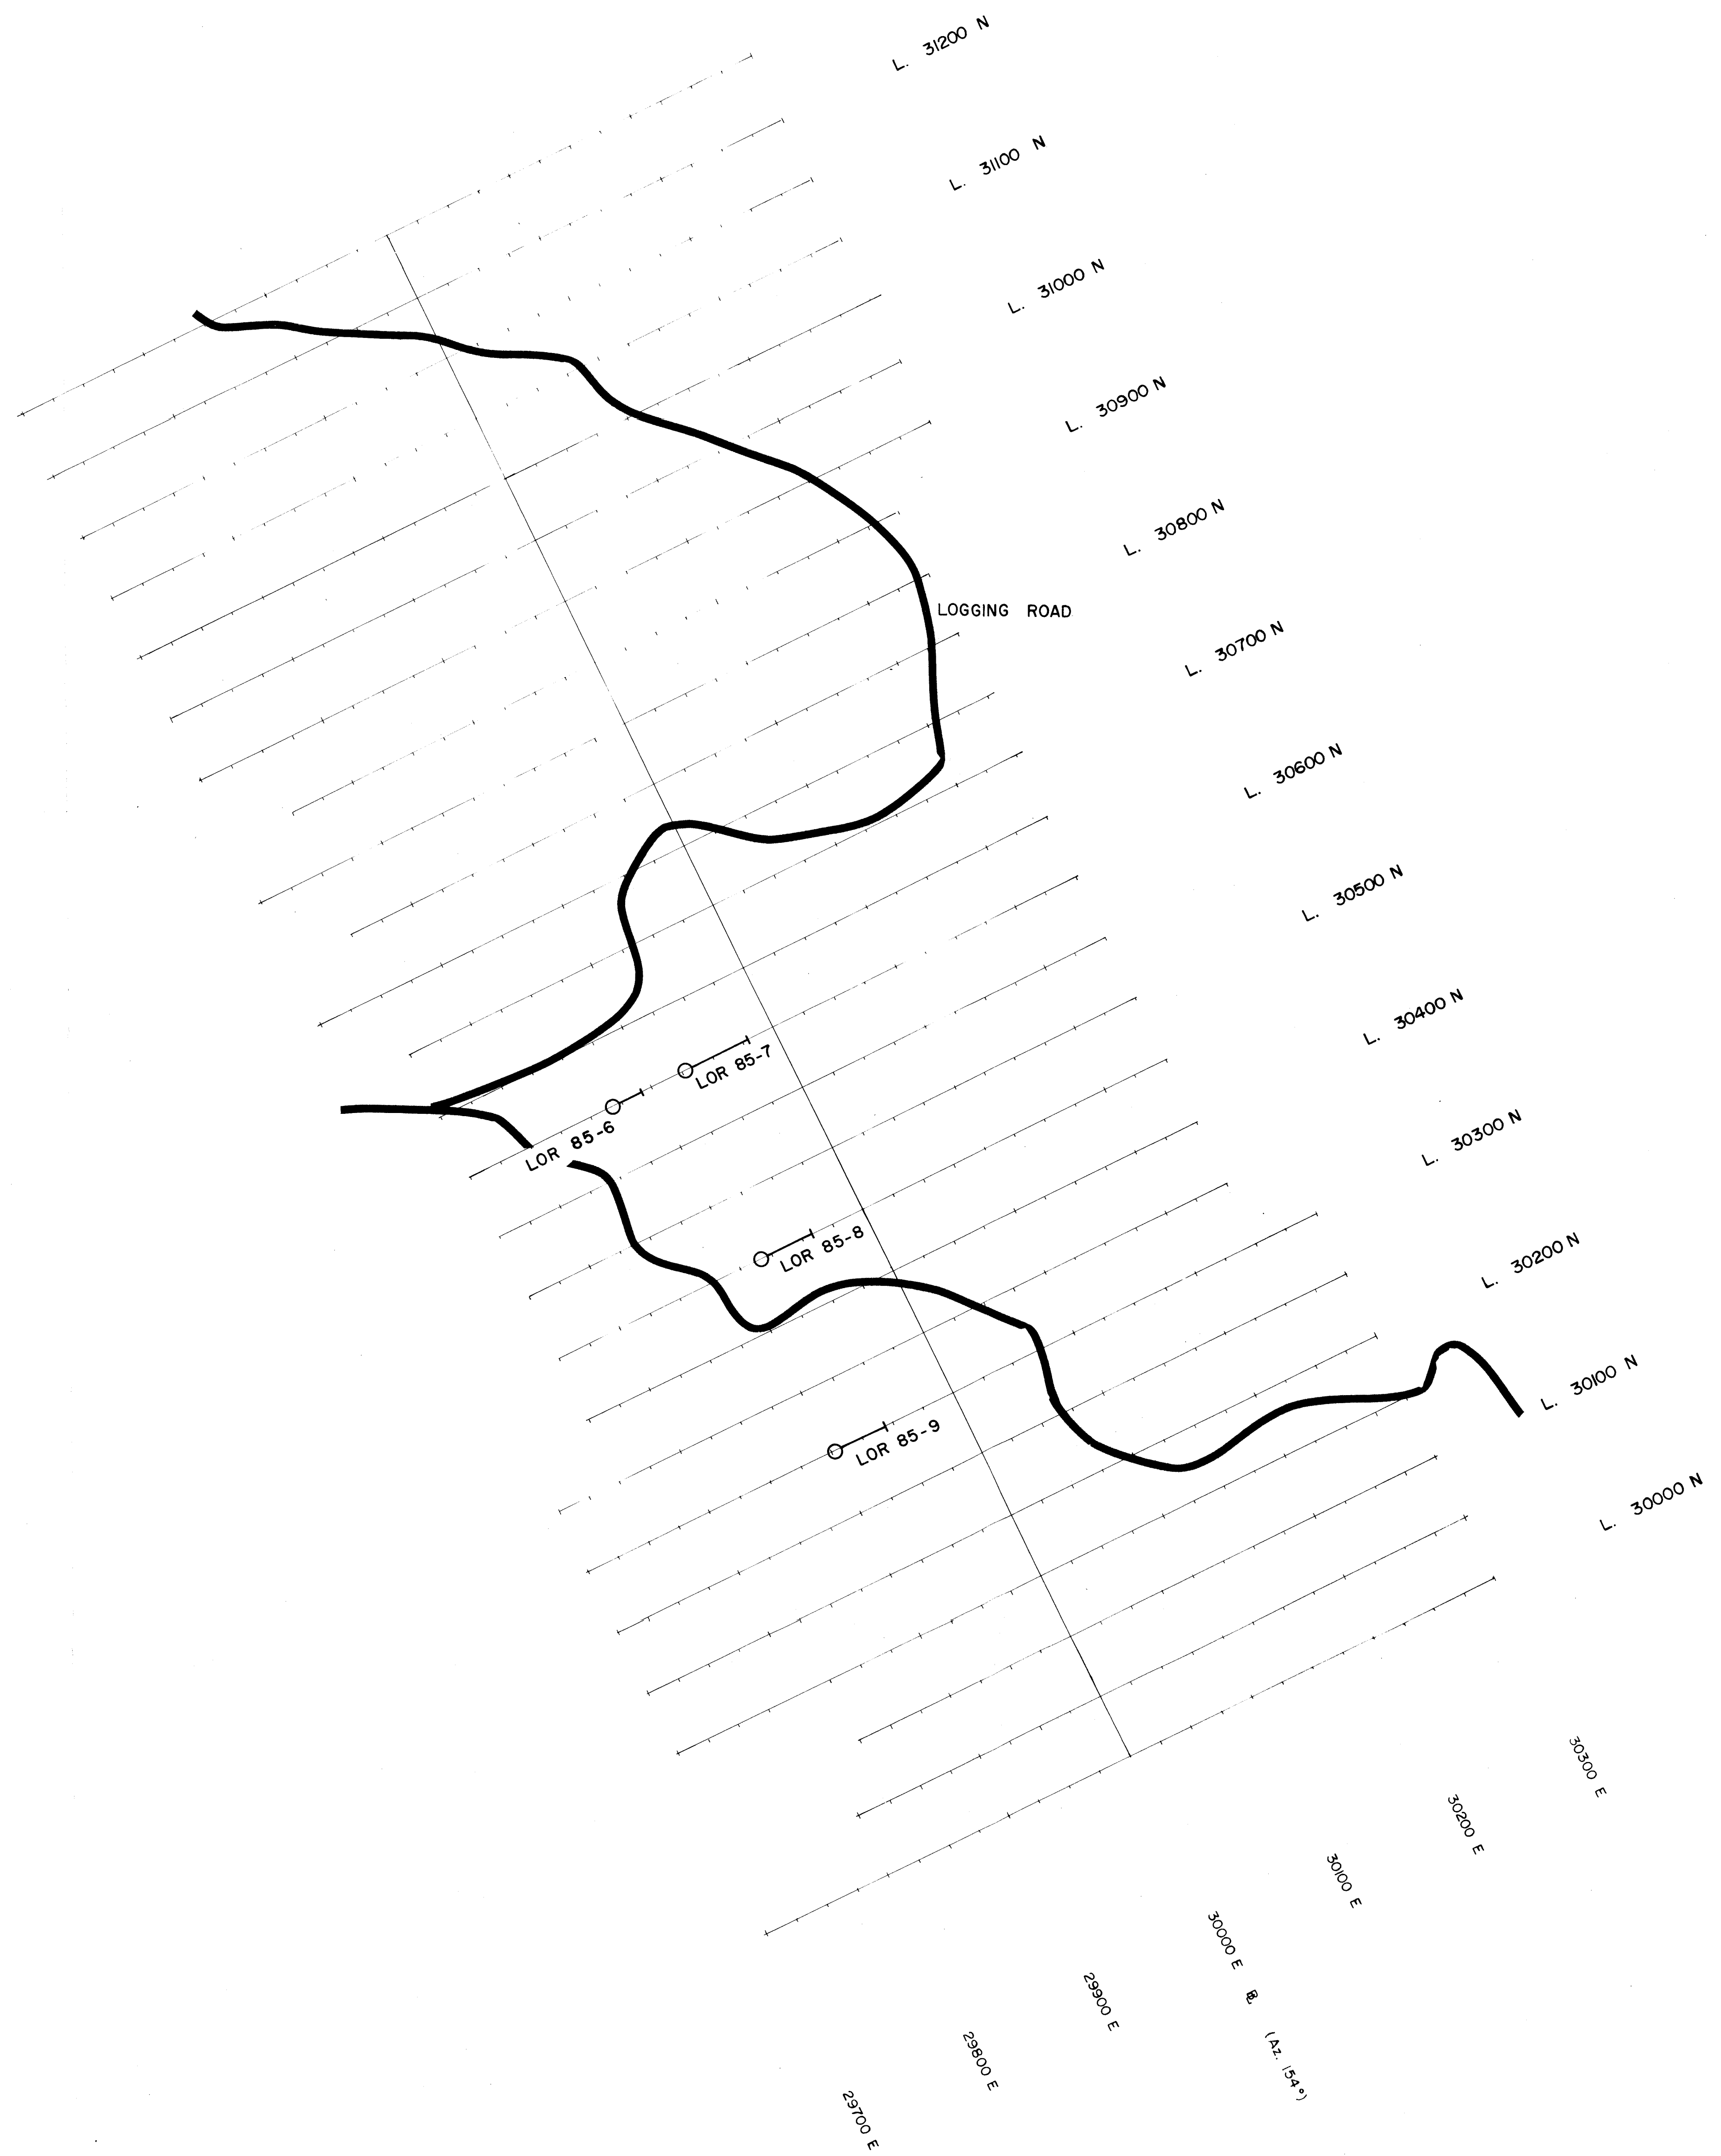 L. 31200 N
L. 31100 N
L. 31000 N
L. 30900 N
L. 30800 N
LOGGING ROAD
L. 30700 N
L. 30600 N
L. 30500 N
L. 30400 N
LOR 85-7
LOR 85-6
L. 30300 N
LOR 85-8
L. 30200 N
L. 30100 N
LOR 85-9
L. 30000 N
30300 E
30200 E
30100 E
30000 E BL (Az. 154°)
29900 E
29800 E
29700 E